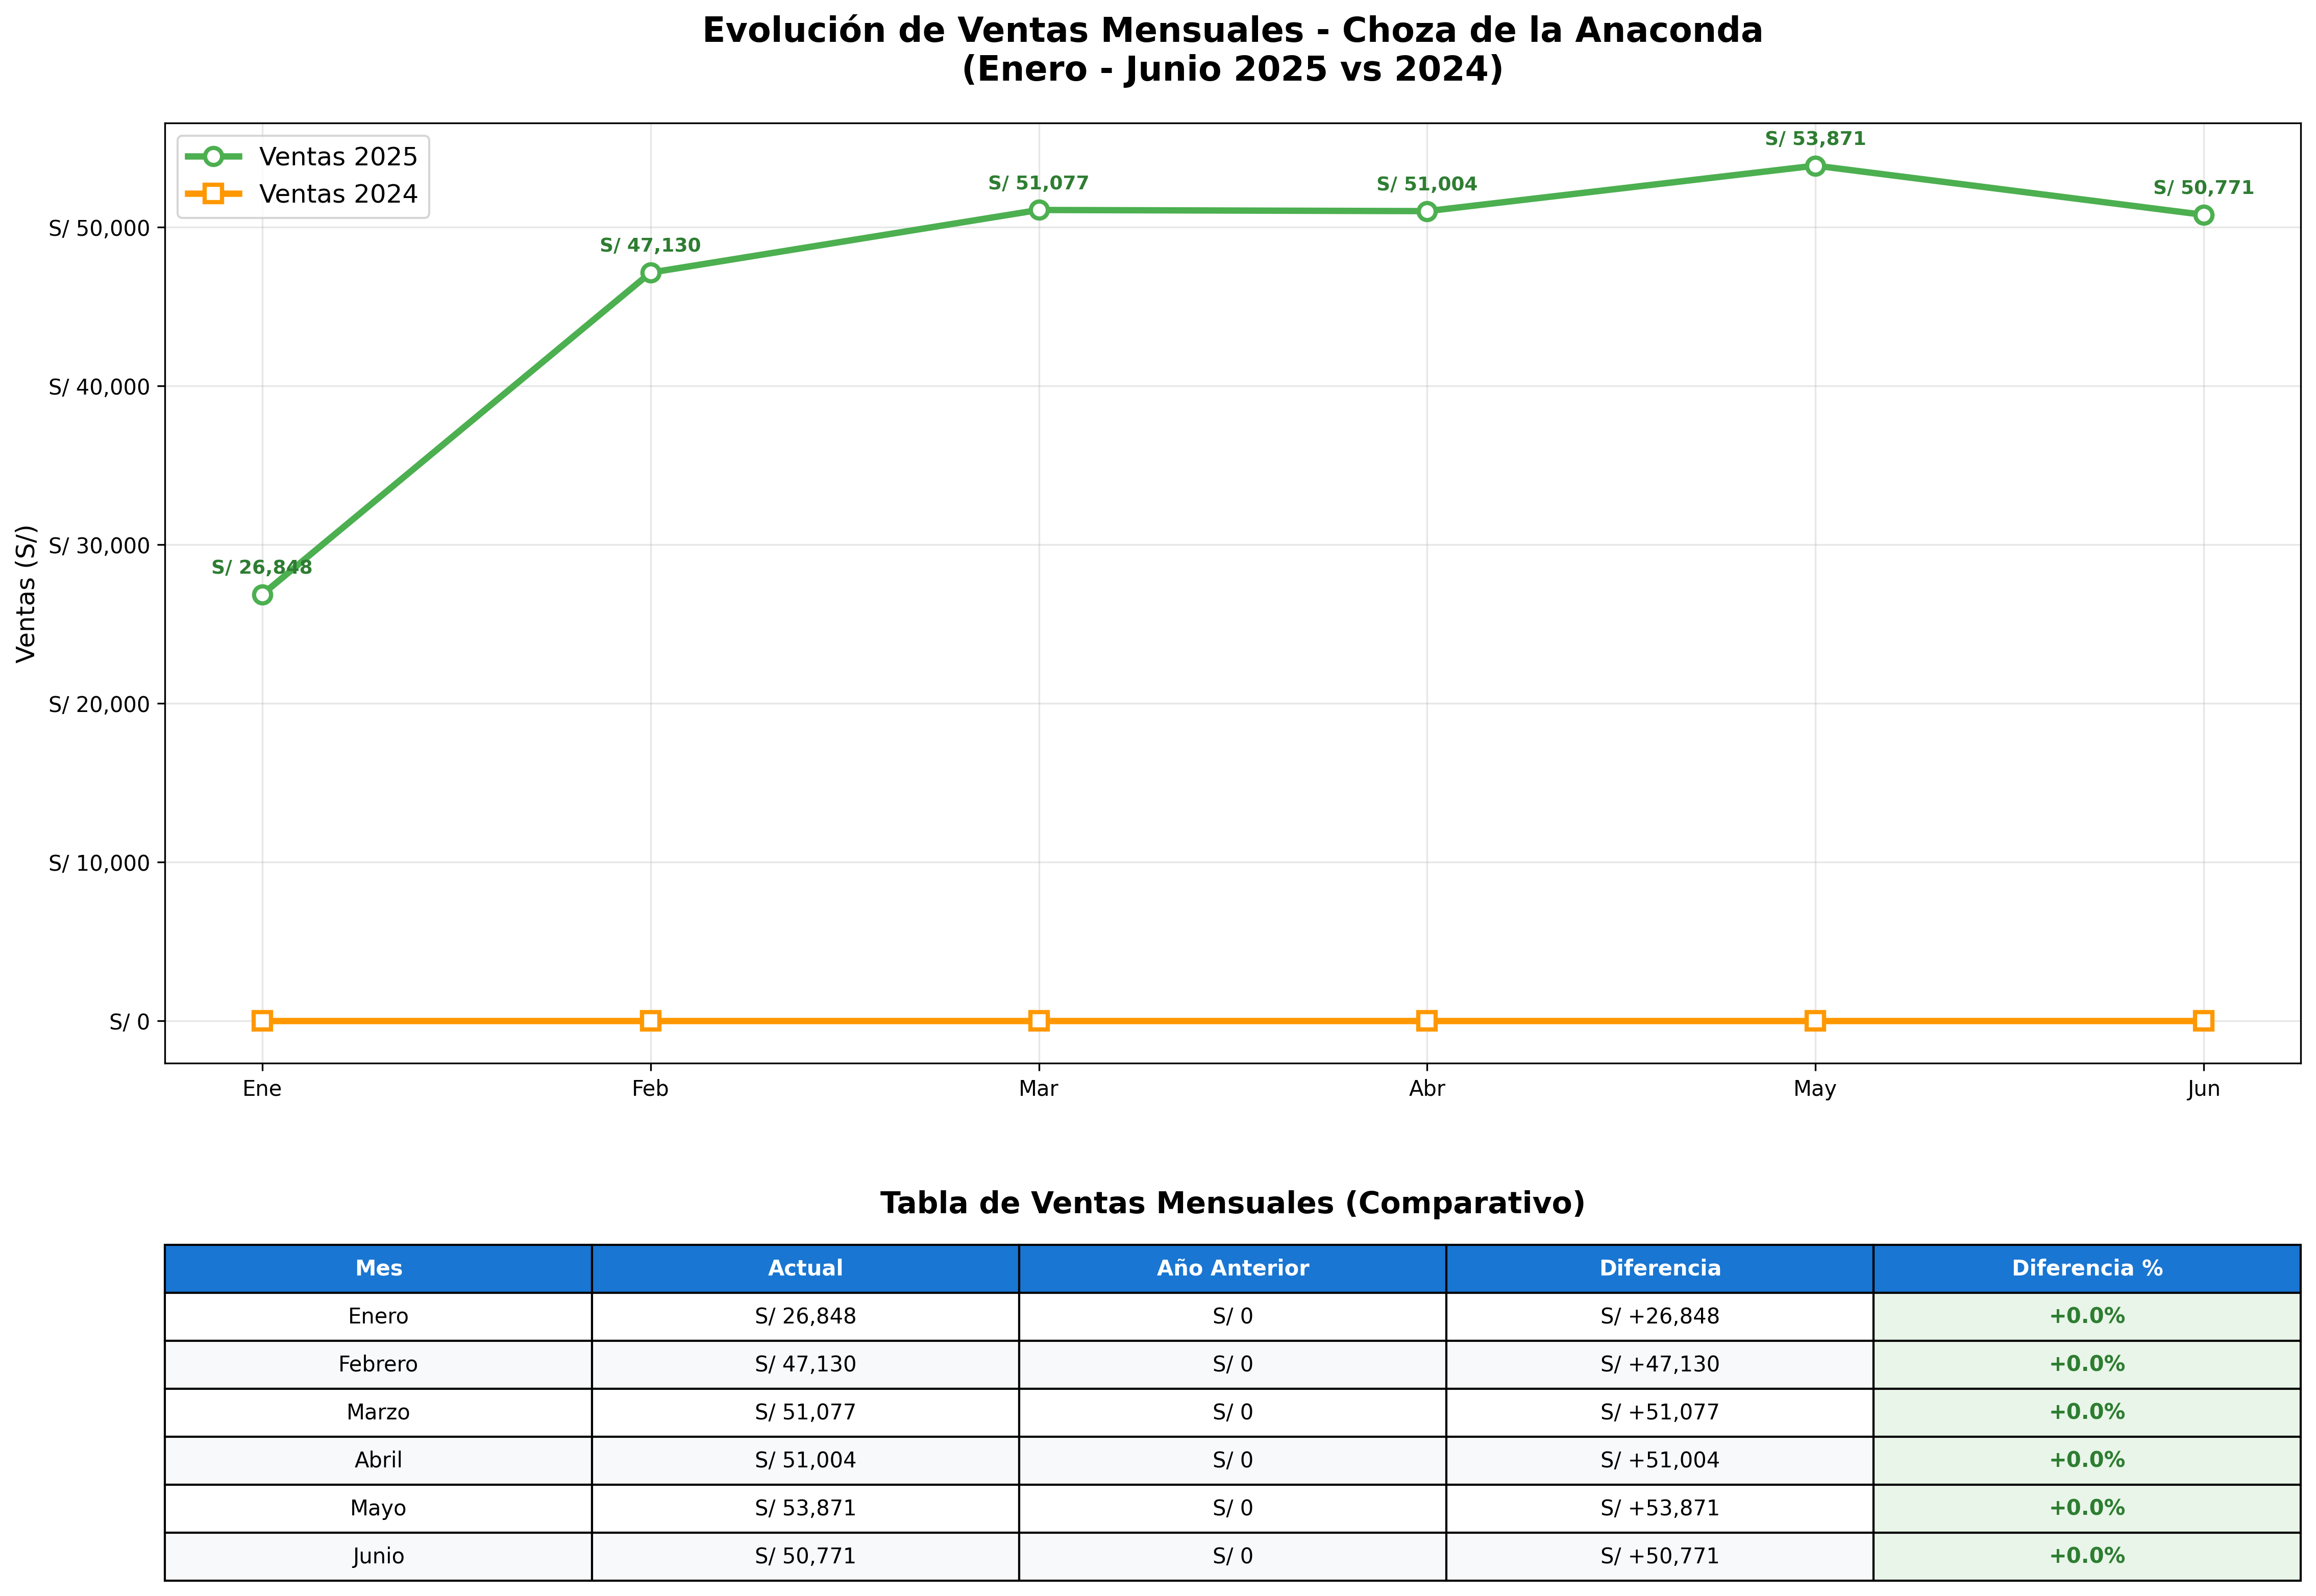 Evolución de Ventas Mensuales - Choza de la Anaconda
(Enero - Junio 2025 vs 2024)
Ventas 2025
Ventas 2024
S/ 53,871
S/ 51,077
S/ 51,004
S/ 50,771
S/ 47,130
S/ 26,848
Ventas (S/)
S/ 50,000
S/ 40,000
S/ 30,000
S/ 20,000
S/ 10,000
S/ 0
Ene Feb Mar Abr May Jun
Tabla de Ventas Mensuales (Comparativo)
Mes Actual Año Anterior Diferencia Diferencia %
Enero S/ 26,848 S/ 0 S/ +26,848 +0.0%
Febrero S/ 47,130 S/ 0 S/ +47,130 +0.0%
Marzo S/ 51,077 S/ 0 S/ +51,077 +0.0%
Abril S/ 51,004 S/ 0 S/ +51,004 +0.0%
Mayo S/ 53,871 S/ 0 S/ +53,871 +0.0%
Junio S/ 50,771 S/ 0 S/ +50,771 +0.0%